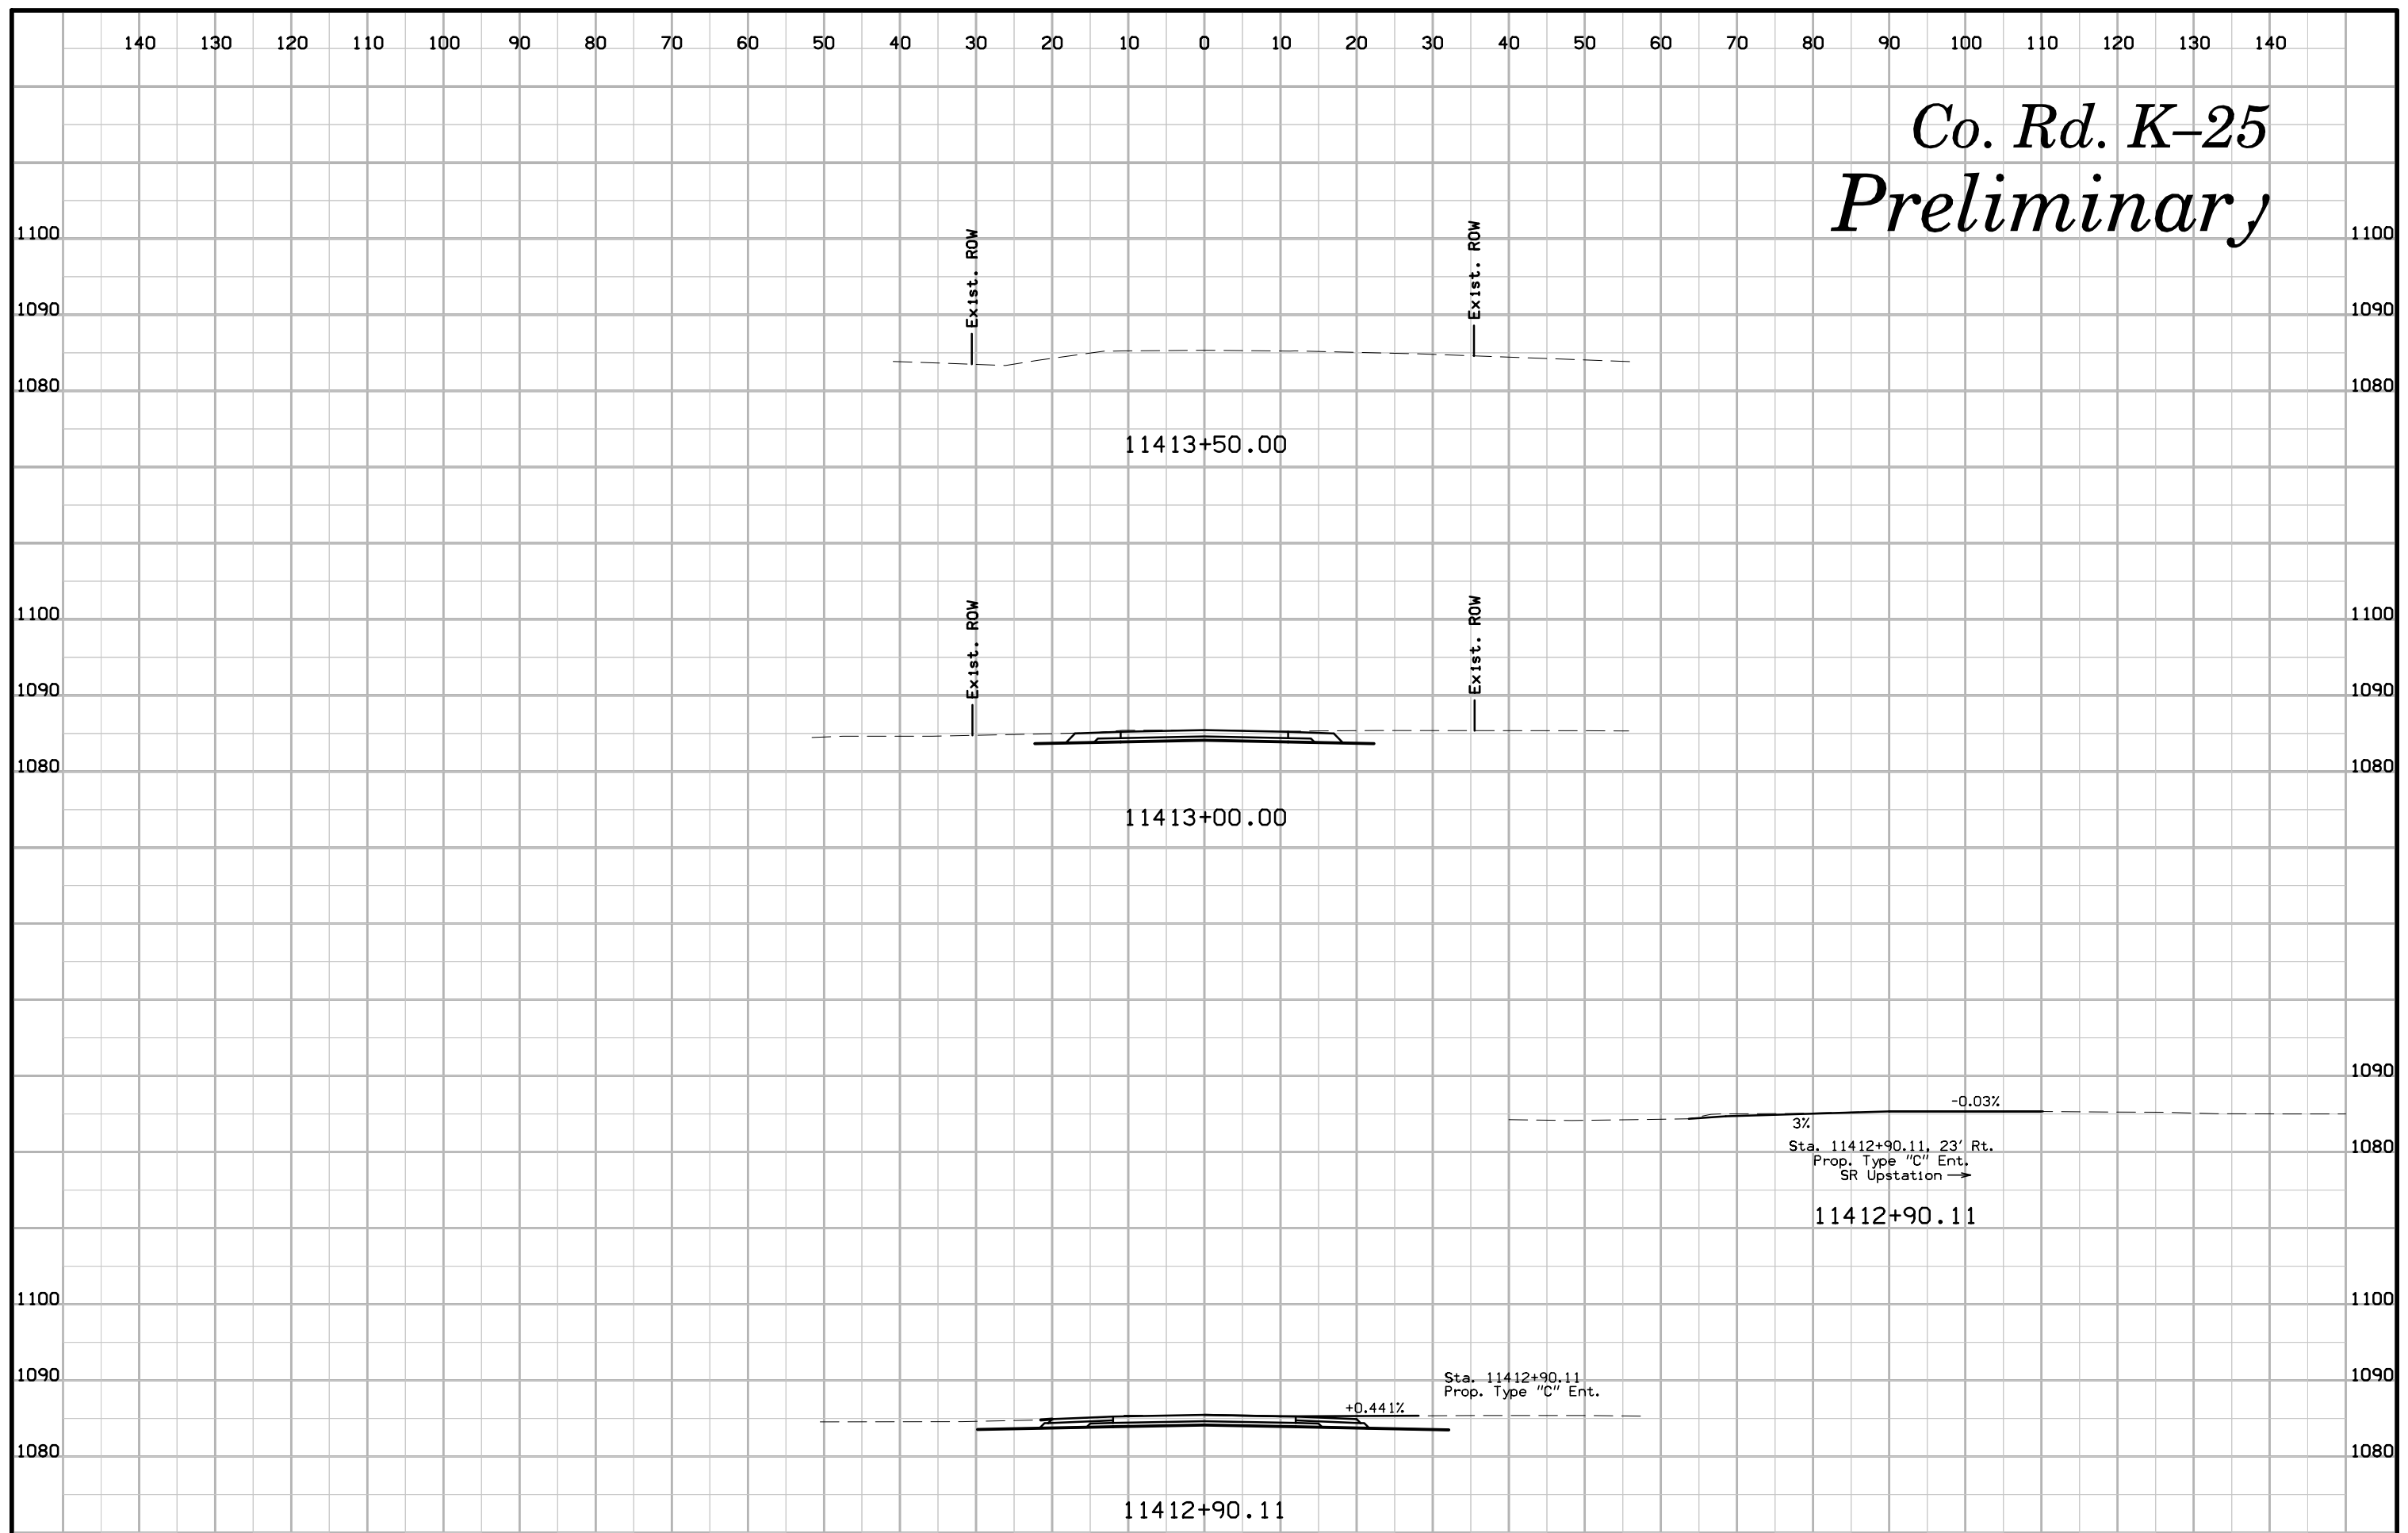 140 130 120 110 100 90 80 70 60 50 40 30 20 10 0 10 20 30 40 50 60 70 80 90 100 110 120 130 140
Co. Rd. K-25
Preliminary
1100 1100
Exist. ROW Exist. ROW
1090 1090
1080 1080
11413+50.00
1100 1100
Exist. ROW Exist. ROW
1090 1090
1080 1080
11413+00.00
1090
-0.03%
3%
1080
Sta. 11412+90.11, 23' Rt.
Prop. Type "C" Ent.
SR Upstation
11412+90.11
1100 1100
1090 1090
Sta. 11412+90.11
Prop. Type "C" Ent.
+0.441%
1080 1080
11412+90.11